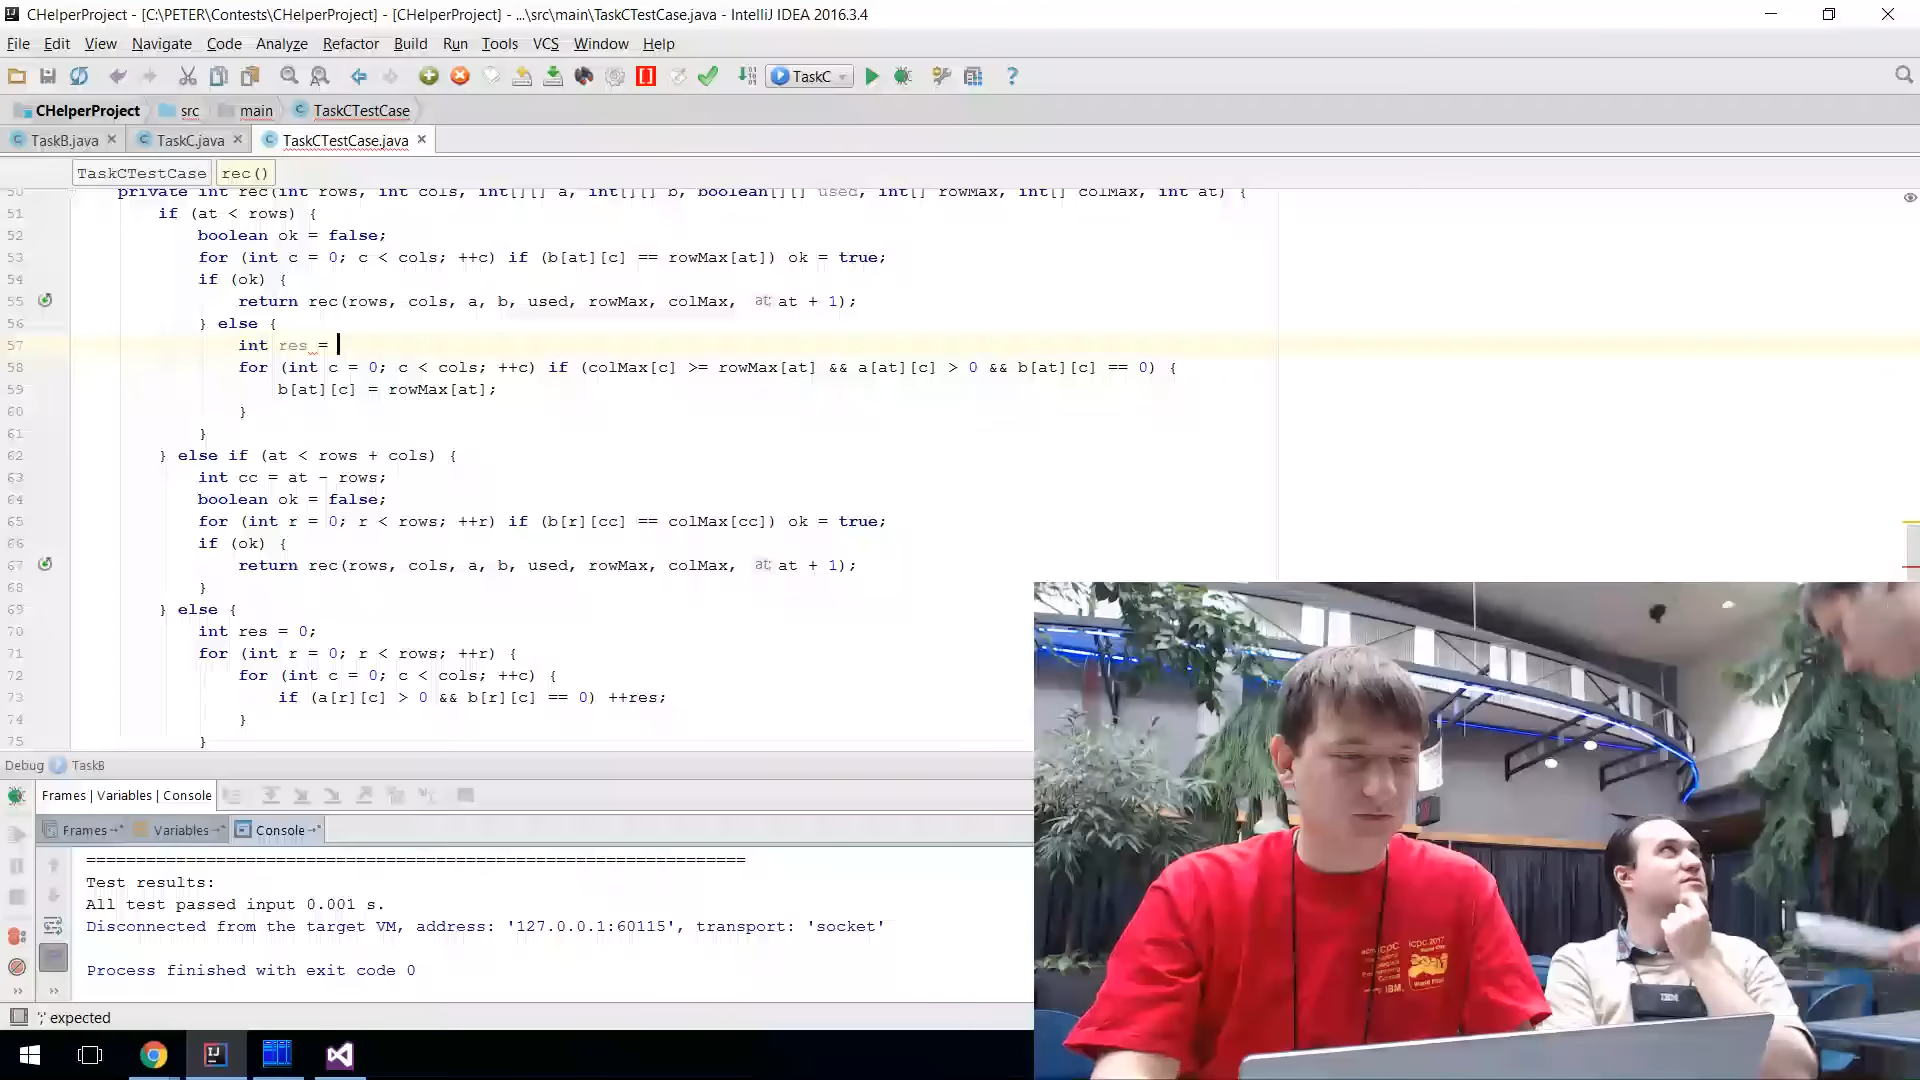 CHelperProject - [C:\PETER\Contests\CHelperProject] - [CHelperProject] - ...\src\main\TaskCTestCase.java - IntelliJ IDEA 2016.3.4
File Edit View Navigate Code Analyze Refactor Build Run Tools VCS Window Help
TaskC
CHelperProject src main TaskCTestCase
TaskB.java TaskC.java TaskCTestCase.java
TaskCTestCase rec()
50 private int rec(int rows, int cols, int[][] a, int[][] b, boolean[][] used, int[] rowMax, int[] colMax, int at) {
51 if (at < rows) {
52 boolean ok = false;
53 for (int c = 0; c < cols; ++c) if (b[at][c] == rowMax[at]) ok = true;
54 if (ok) {
55 return rec(rows, cols, a, b, used, rowMax, colMax, at: at + 1);
56 } else {
57 int res =
58 for (int c = 0; c < cols; ++c) if (colMax[c] >= rowMax[at] && a[at][c] > 0 && b[at][c] == 0) {
59 b[at][c] = rowMax[at];
60 }
61 }
62 } else if (at < rows + cols) {
63 int cc = at - rows;
64 boolean ok = false;
65 for (int r = 0; r < rows; ++r) if (b[r][cc] == colMax[cc]) ok = true;
66 if (ok) {
67 return rec(rows, cols, a, b, used, rowMax, colMax, at: at + 1);
68 }
69 } else {
70 int res = 0;
71 for (int r = 0; r < rows; ++r) {
72 for (int c = 0; c < cols; ++c) {
73 if (a[r][c] > 0 && b[r][c] == 0) ++res;
74 }
75 }
Debug TaskB
Frames | Variables | Console
Frames Variables Console
Test results:
All test passed input 0.001 s.
Disconnected from the target VM, address: '127.0.0.1:60115', transport: 'socket'
Process finished with exit code 0
';' expected
acm ICPC
icpc 2017
IBM.
IBM